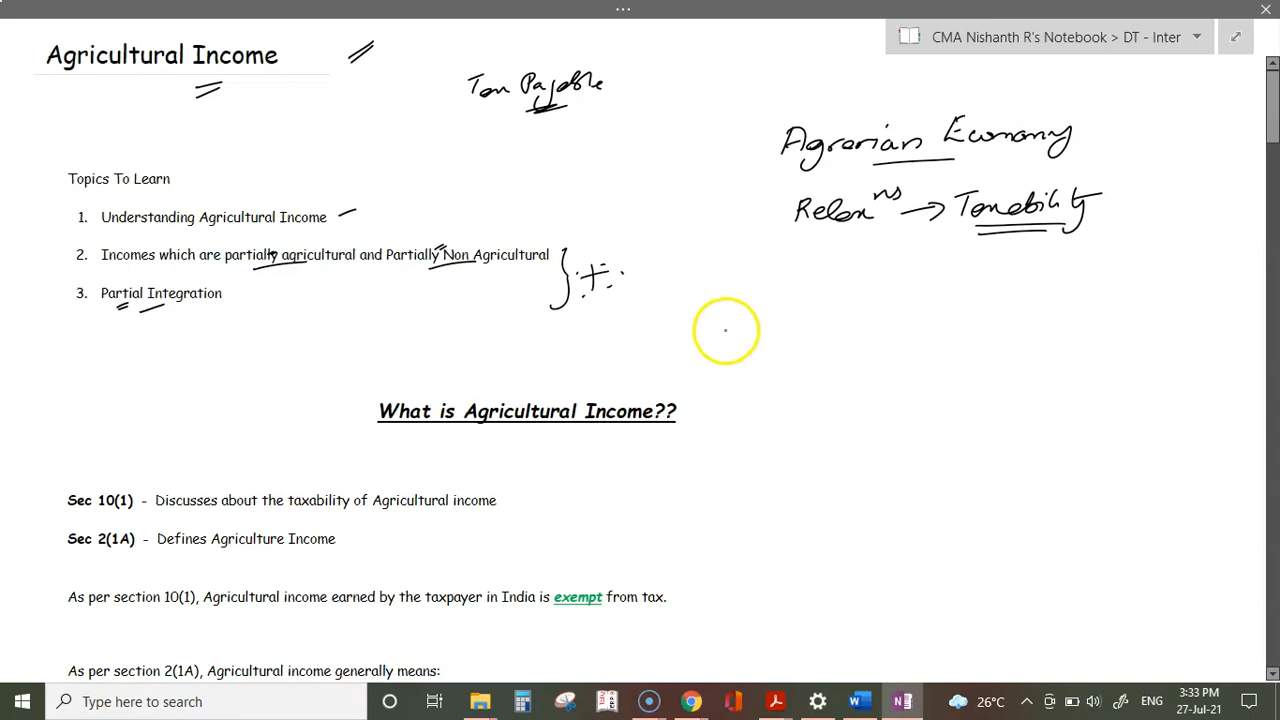 CMA Nishanth R's Notebook > DT - Inter
Agricultural Income
Tax Payable
Agrarian Economy
Relaxns → Taxability
Topics To Learn
1. Understanding Agricultural Income
2. Incomes which are partially agricultural and Partially Non Agricultural
3. Partial Integration
What is Agricultural Income??
Sec 10(1) - Discusses about the taxability of Agricultural income
Sec 2(1A) - Defines Agriculture Income
As per section 10(1), Agricultural income earned by the taxpayer in India is exempt from tax.
As per section 2(1A), Agricultural income generally means:
Type here to search
26°C
ENG
3:33 PM
27-Jul-21